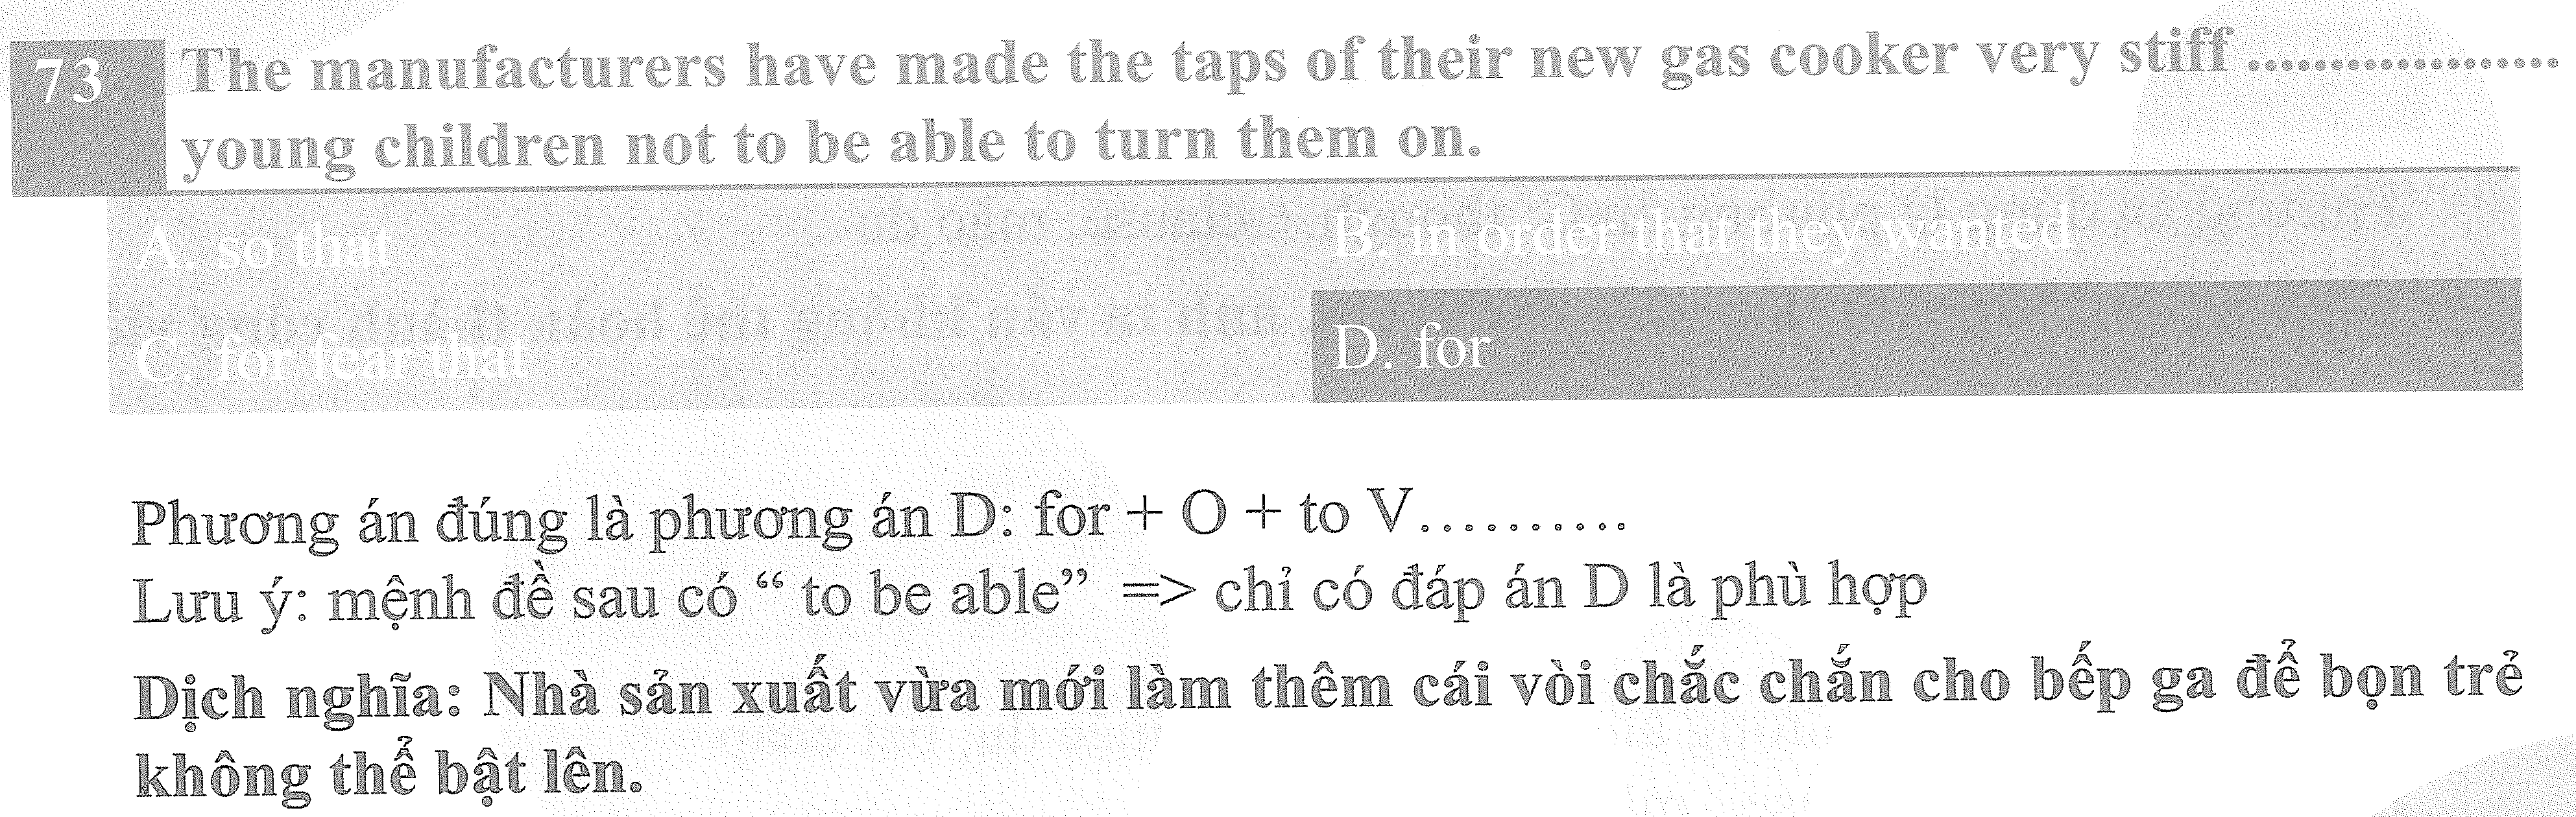 73 The manufacturers have made the taps of their new gas cooker very stiff ...................
young children not to be able to turn them on.
A. so that B. in order that they wanted
C. for fear that D. for
Phương án đúng là phương án D: for + O + to V..........
Lưu ý: mệnh đề sau có “ to be able” => chỉ có đáp án D là phù hợp
Dịch nghĩa: Nhà sản xuất vừa mới làm thêm cái vòi chắc chắn cho bếp ga để bọn trẻ
không thể bật lên.